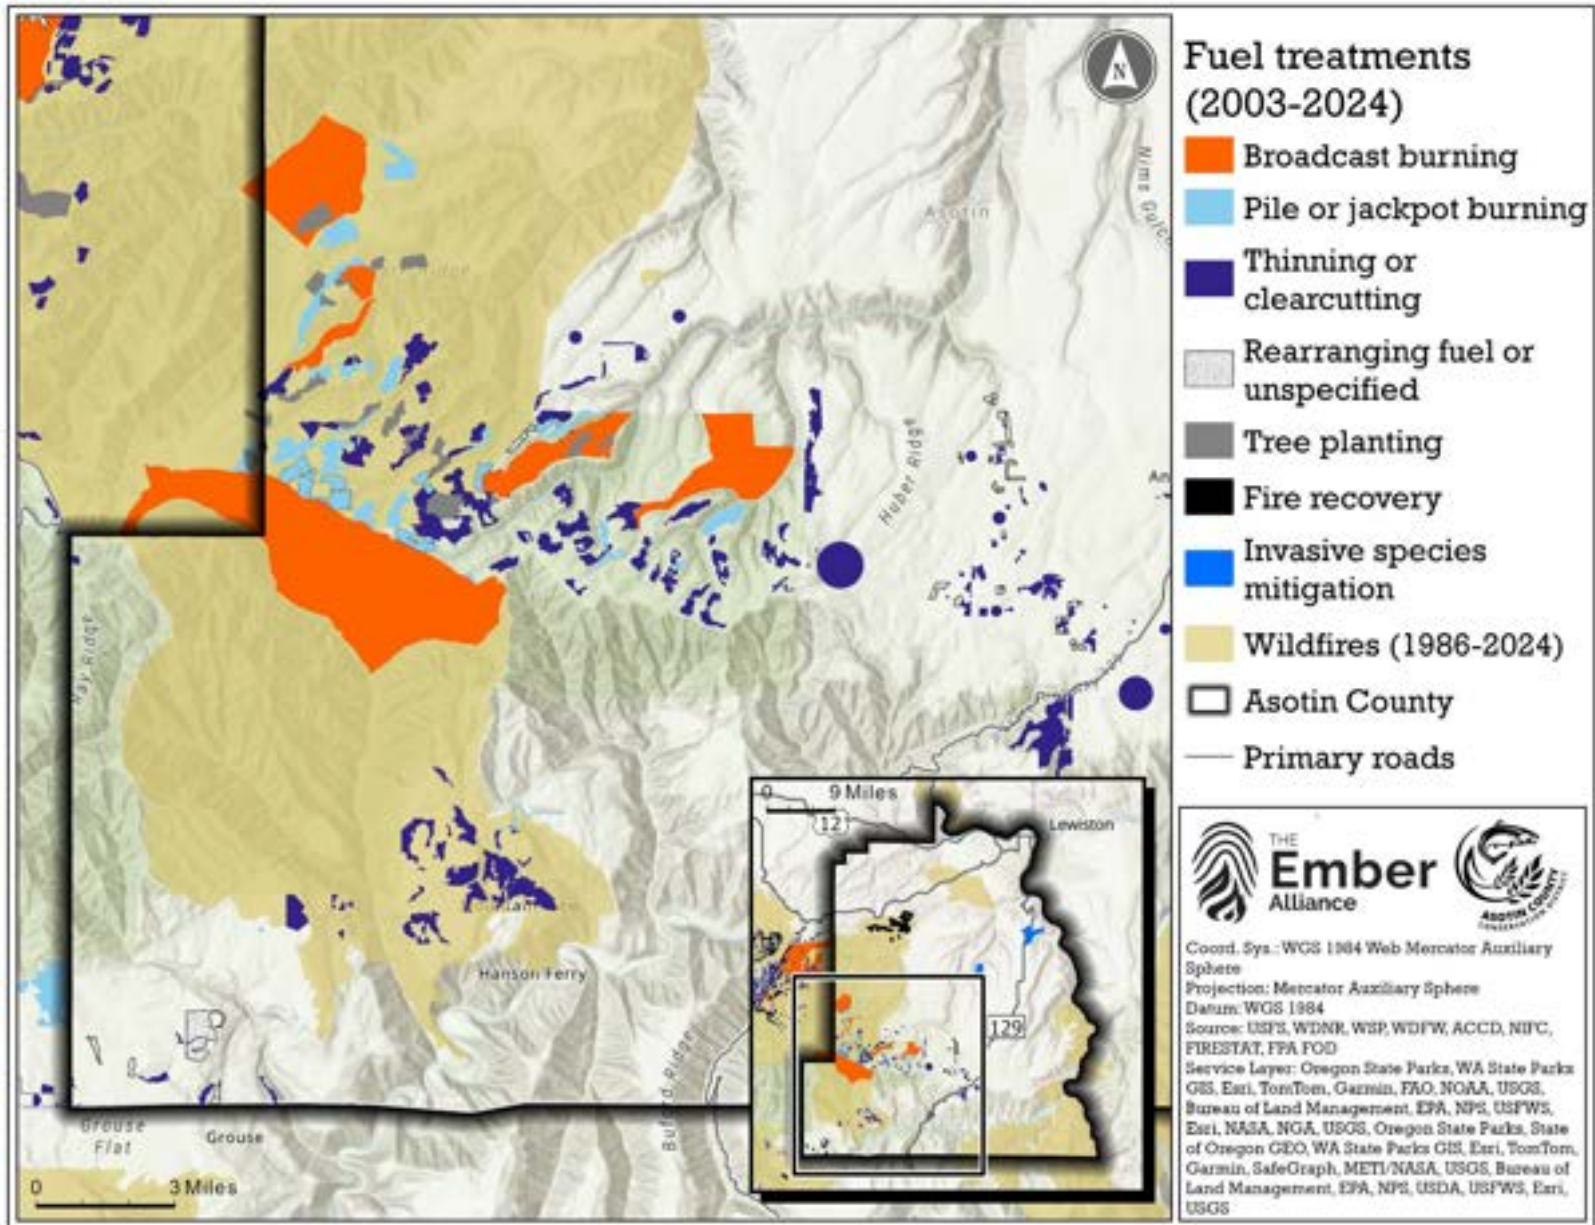 Fuel treatments
(2003-2024)
Broadcast burning
Pile or jackpot burning
Thinning or
clearcutting
Rearranging fuel or
unspecified
Tree planting
Fire recovery
Invasive species
mitigation
Wildfires (1986-2024)
Asotin County
Primary roads
N
Asotin
Ridge
Huber Ridge
An
Hanson Ferry
Buford Ridge
Grouse
Flat
Grouse
0 3 Miles
0 9 Miles
12
Lewiston
129
THE
Ember
Alliance
ASOTIN COUNTY
CONSERVATION DISTRICT
Coord. Sys.: WGS 1984 Web Mercator Auxiliary
Sphere
Projection: Mercator Auxiliary Sphere
Datum: WGS 1984
Source: USFS, WDNR, WSP, WDFW, ACCD, NIFC,
FIRESTAT, FPA FOD
Service Layer: Oregon State Parks, WA State Parks
GIS, Esri, TomTom, Garmin, FAO, NOAA, USGS,
Bureau of Land Management, EPA, NPS, USFWS,
Esri, NASA, NGA, USGS, Oregon State Parks, State
of Oregon GEO, WA State Parks GIS, Esri, TomTom,
Garmin, SafeGraph, METI/NASA, USGS, Bureau of
Land Management, EPA, NPS, USDA, USFWS, Esri,
USGS